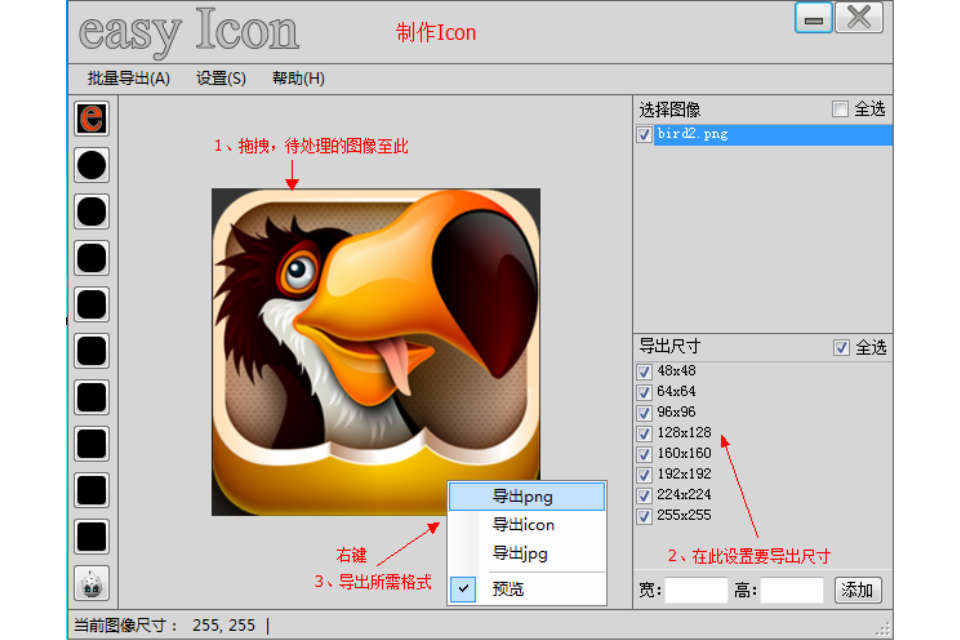 easy Icon
制作Icon
批量导出(A) 设置(S) 帮助(H)
e
选择图像 全选
bird2.png
1、拖拽，待处理的图像至此
导出尺寸 全选
48x48
64x64
96x96
128x128
160x160
192x192
224x224
255x255
导出png
导出icon
导出jpg
预览
右键
3、导出所需格式
2、在此设置要导出尺寸
宽: 高: 添加
当前图像尺寸： 255, 255 |